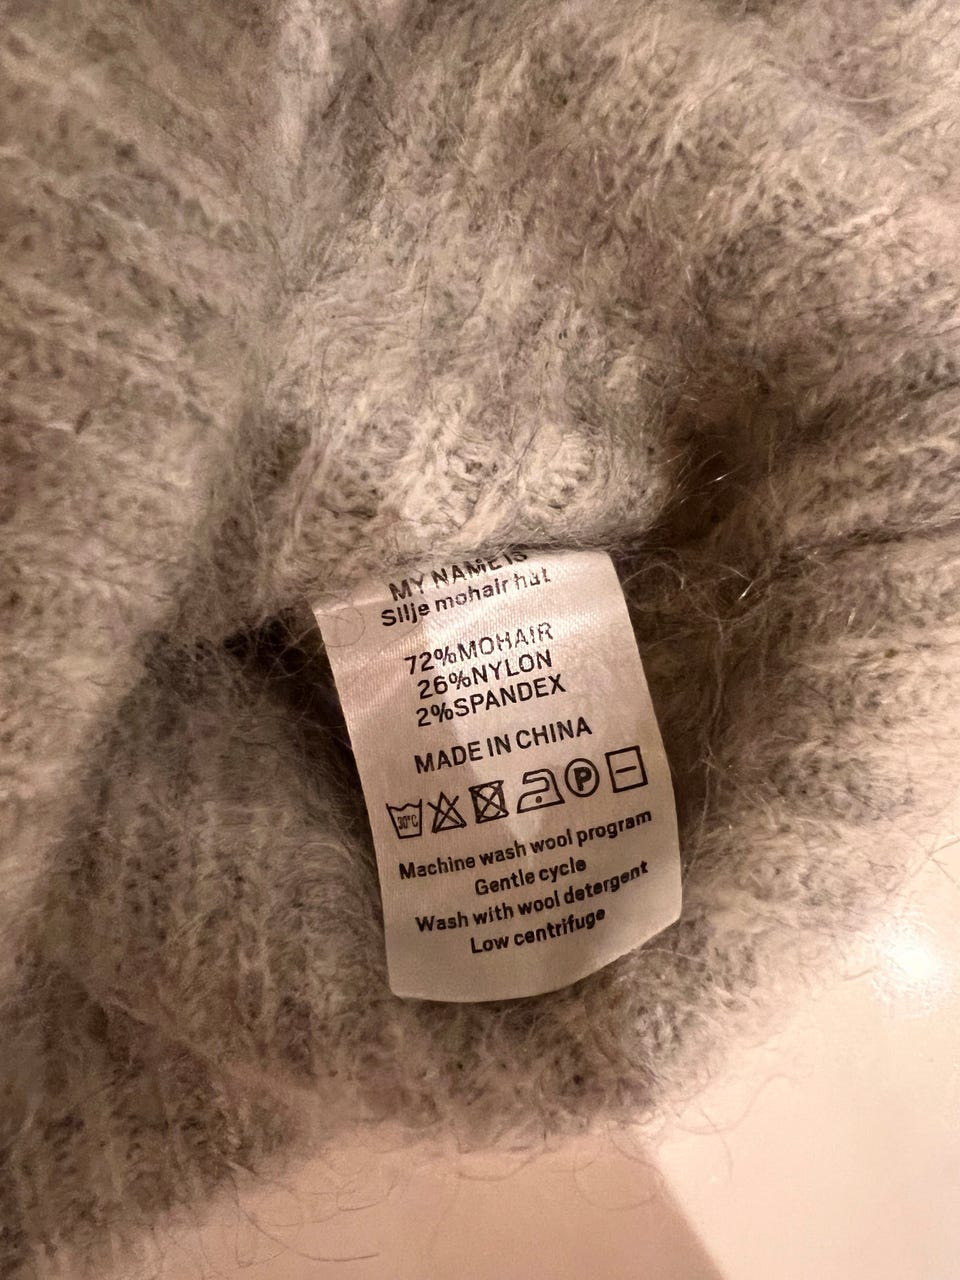 MY NAME IS
Silje mohair hat
72%MOHAIR
26%NYLON
2%SPANDEX
MADE IN CHINA
30°C P
Machine wash wool program
Gentle cycle
Wash with wool detergent
Low centrifuge